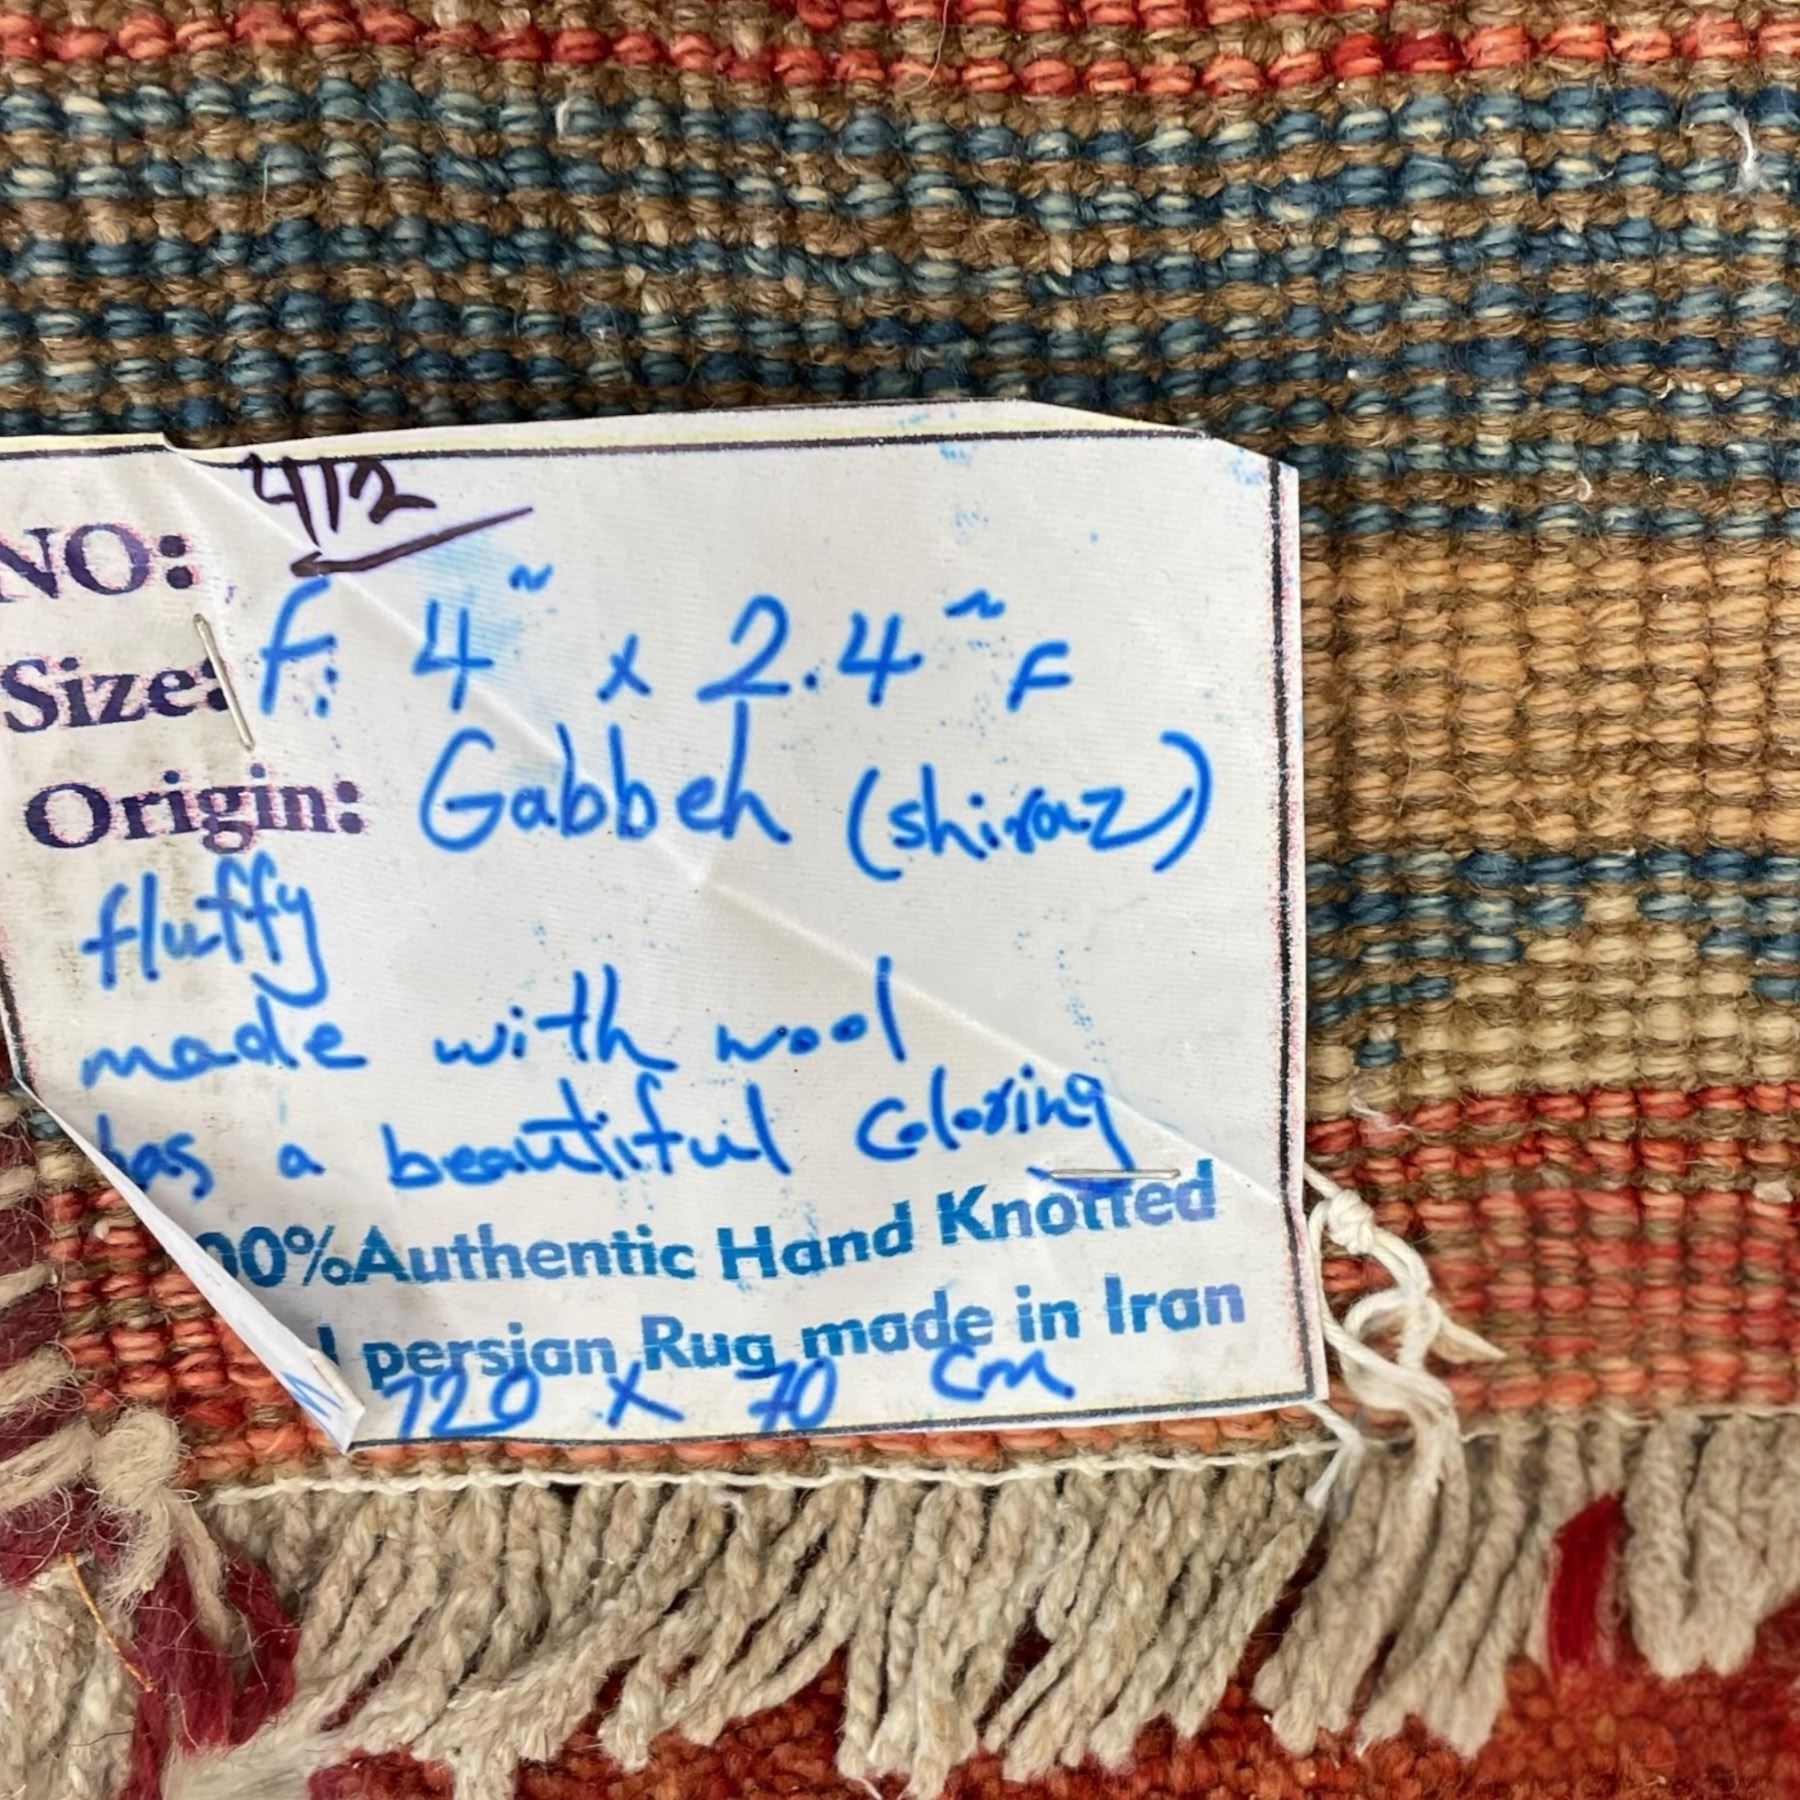 NO: 412
Size: F: 4~ x 2.4~ F
Origin: Gabbeh (shiraz)
fluffy
made with wool
has a beautiful coloring
00%Authentic Hand Knotted
l persian Rug made in Iran
120 x 70 cm